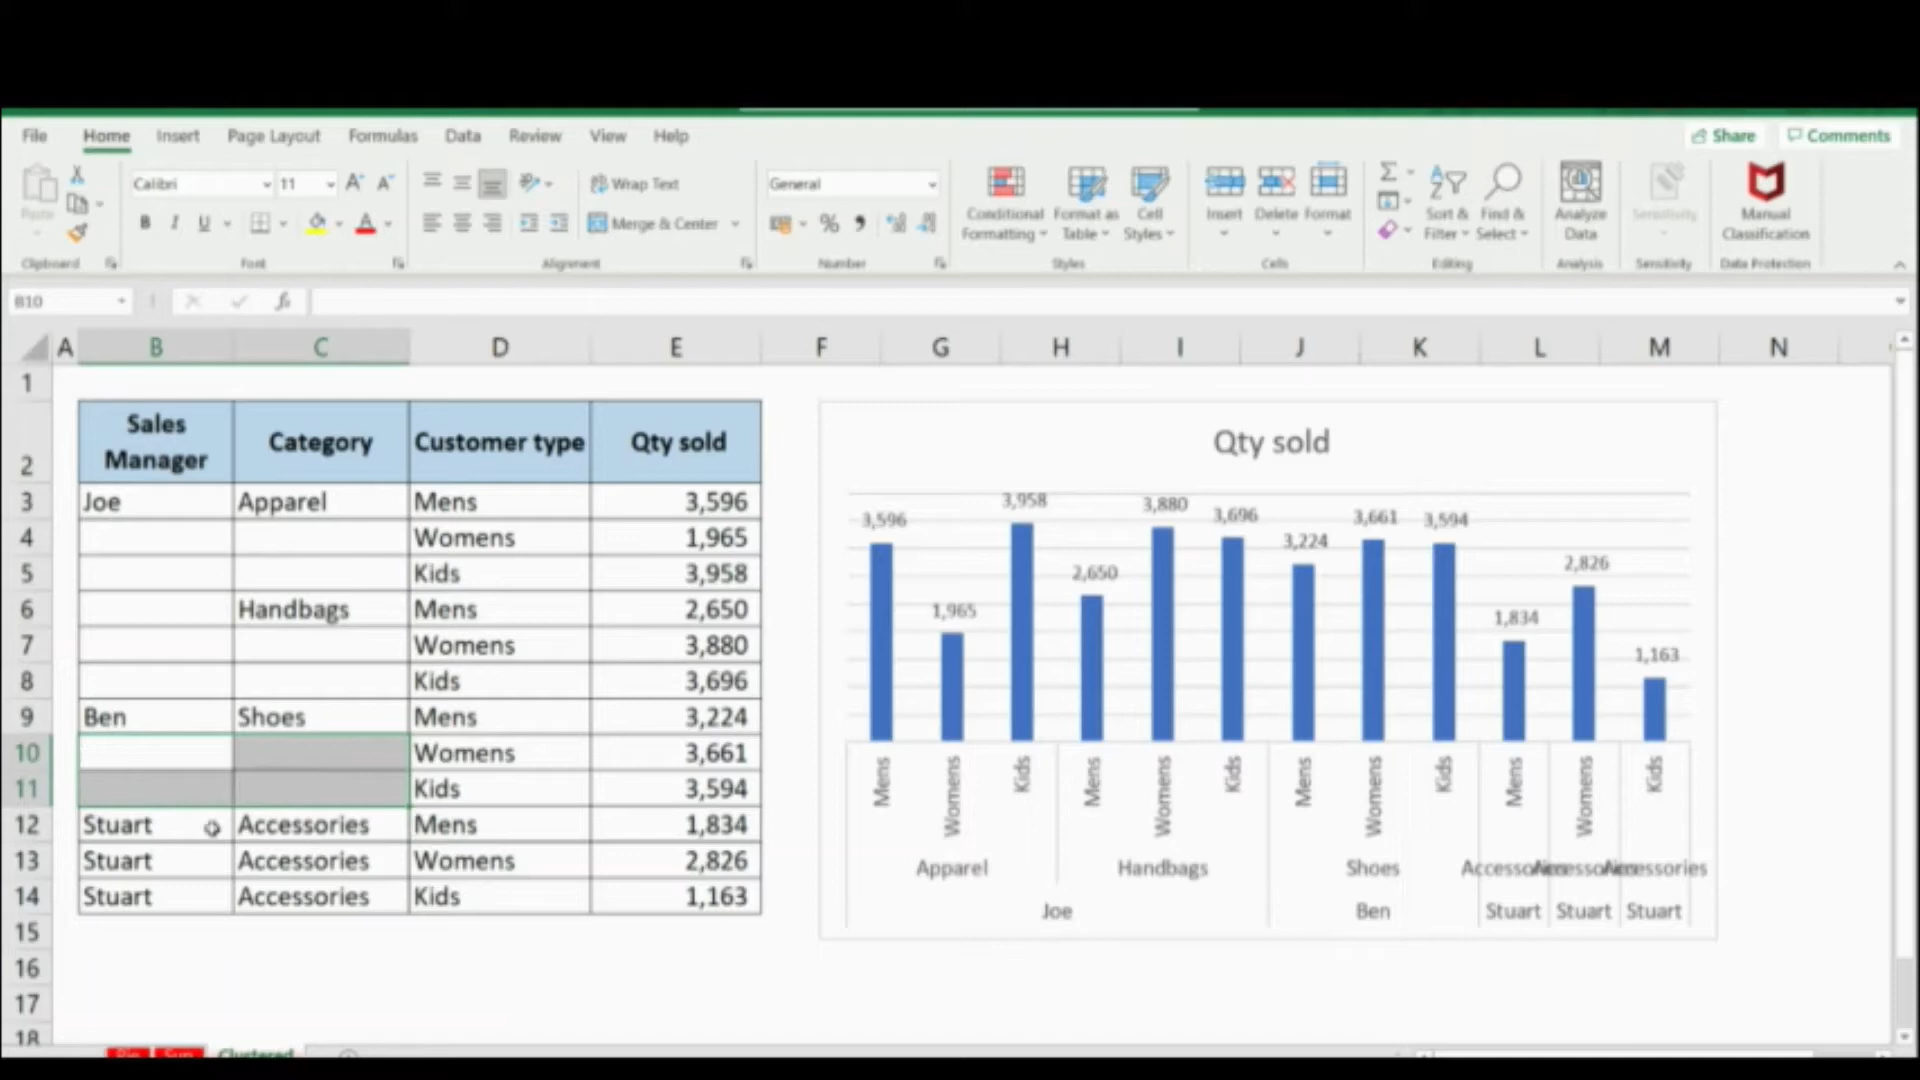 File Home Insert Page Layout Formulas Data Review View Help Share Comments
Calibri 11 Wrap Text General
Paste B I U Merge & Center % Conditional Formatting Format as Table Cell Styles Insert Delete Format Sort & Filter Find & Select Analyze Data Sensitivity Manual Classification
Clipboard Font Alignment Number Styles Cells Editing Analysis Sensitivity Data Protection
B10 fx
A B C D E F G H I J K L M N
1
2 Sales Manager Category Customer type Qty sold
3 Joe Apparel Mens 3,596
4 Womens 1,965
5 Kids 3,958
6 Handbags Mens 2,650
7 Womens 3,880
8 Kids 3,696
9 Ben Shoes Mens 3,224
10 Womens 3,661
11 Kids 3,594
12 Stuart Accessories Mens 1,834
13 Stuart Accessories Womens 2,826
14 Stuart Accessories Kids 1,163
15
16
17
18
Qty sold
3,596 1,965 3,958 2,650 3,880 3,696 3,224 3,661 3,594 1,834 2,826 1,163
Mens Womens Kids Mens Womens Kids Mens Womens Kids Mens Womens Kids
Apparel Handbags Shoes Accessories Accessories Accessories
Joe Ben Stuart Stuart Stuart
Clustered